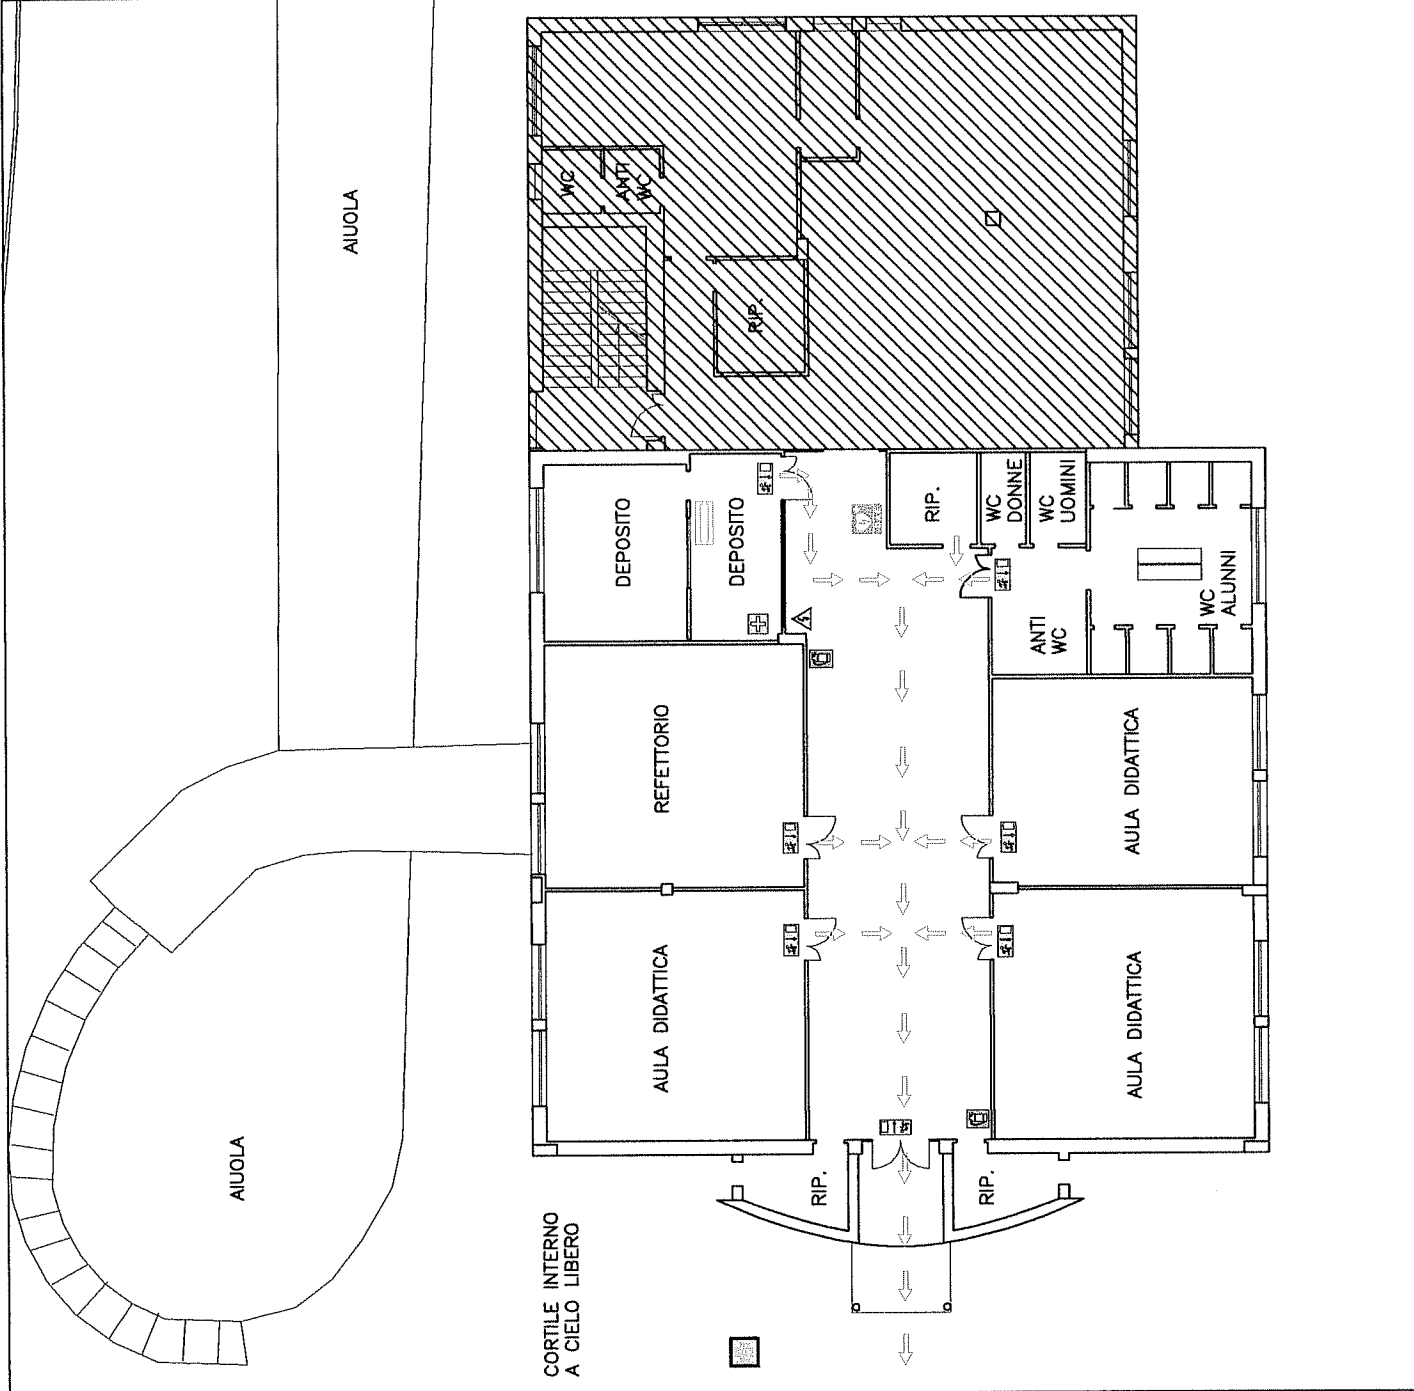 AIUOLA
WC
ANTI
WC
RIP.
DEPOSITO
DEPOSITO
RIP.
WC
DONNE
WC
UOMINI
WC
ALUNNI
ANTI
WC
REFETTORIO
AULA DIDATTICA
AULA DIDATTICA
AULA DIDATTICA
RIP.
RIP.
AIUOLA
CORTILE INTERNO
A CIELO LIBERO